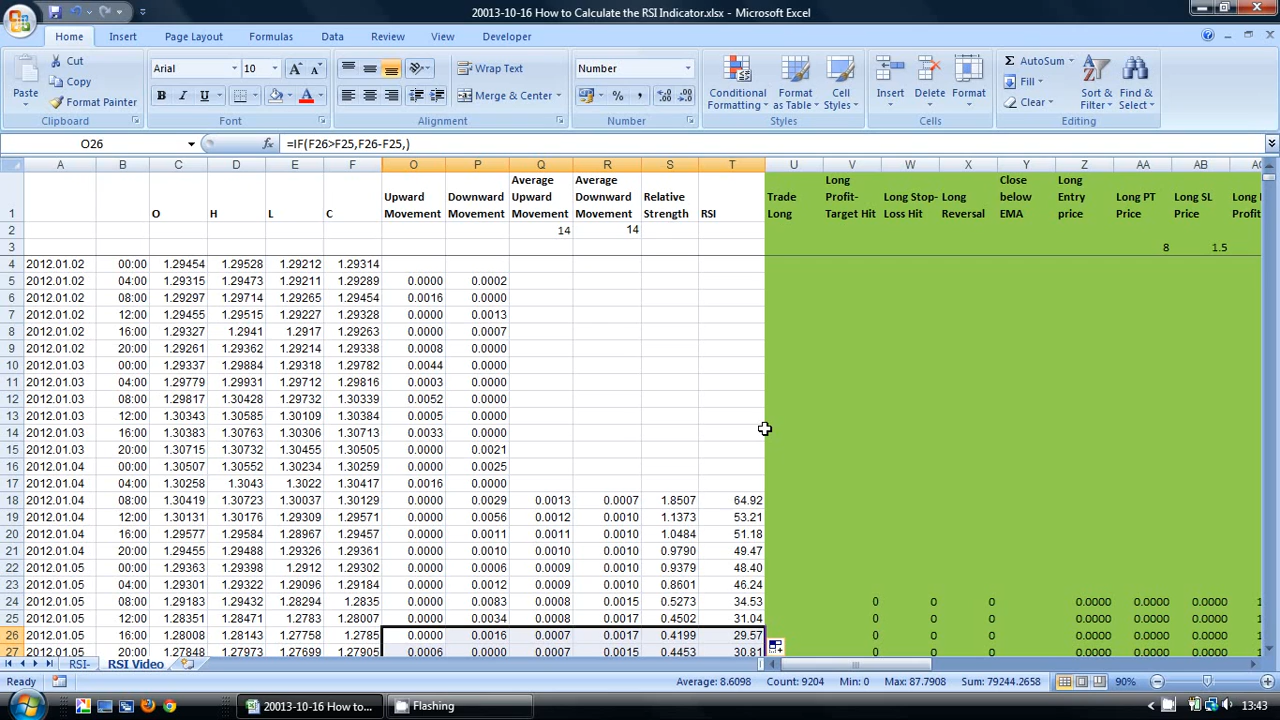 20013-10-16 How to Calculate the RSI Indicator.xlsx - Microsoft Excel
Home Insert Page Layout Formulas Data Review View Developer
Cut Arial 10 Wrap Text Number AutoSum
Paste Copy Fill
Format Painter Merge & Center Conditional Formatting Format as Table Cell Styles Insert Delete Format Clear Sort & Filter Find & Select
Clipboard Font Alignment Number Styles Cells Editing
O26 fx =IF(F26>F25,F26-F25,)
A B C D E F O P Q R S T U V W X Y Z AA AB
1 O H L C Upward Movement Downward Movement Average Upward Movement Average Downward Movement Relative Strength RSI Trade Long Long Profit-Target Hit Long Stop-Loss Hit Long Reversal Close below EMA Long Entry price Long PT Price Long SL Price
2 14 14
3 8 1.5
4 2012.01.02 00:00 1.29454 1.29528 1.29212 1.29314
5 2012.01.02 04:00 1.29315 1.29473 1.29211 1.29289 0.0000 0.0002
6 2012.01.02 08:00 1.29297 1.29714 1.29265 1.29454 0.0016 0.0000
7 2012.01.02 12:00 1.29455 1.29515 1.29227 1.29328 0.0000 0.0013
8 2012.01.02 16:00 1.29327 1.2941 1.2917 1.29263 0.0000 0.0007
9 2012.01.02 20:00 1.29261 1.29362 1.29214 1.29338 0.0008 0.0000
10 2012.01.03 00:00 1.29337 1.29884 1.29318 1.29782 0.0044 0.0000
11 2012.01.03 04:00 1.29779 1.29931 1.29712 1.29816 0.0003 0.0000
12 2012.01.03 08:00 1.29817 1.30428 1.29732 1.30339 0.0052 0.0000
13 2012.01.03 12:00 1.30343 1.30585 1.30109 1.30384 0.0005 0.0000
14 2012.01.03 16:00 1.30383 1.30763 1.30306 1.30713 0.0033 0.0000
15 2012.01.03 20:00 1.30715 1.30732 1.30455 1.30505 0.0000 0.0021
16 2012.01.04 00:00 1.30507 1.30552 1.30234 1.30259 0.0000 0.0025
17 2012.01.04 04:00 1.30258 1.3043 1.3022 1.30417 0.0016 0.0000
18 2012.01.04 08:00 1.30419 1.30723 1.30037 1.30129 0.0000 0.0029 0.0013 0.0007 1.8507 64.92
19 2012.01.04 12:00 1.30131 1.30176 1.29309 1.29571 0.0000 0.0056 0.0012 0.0010 1.1373 53.21
20 2012.01.04 16:00 1.29577 1.29584 1.28967 1.29457 0.0000 0.0011 0.0011 0.0010 1.0484 51.18
21 2012.01.04 20:00 1.29455 1.29488 1.29326 1.29361 0.0000 0.0010 0.0010 0.0010 0.9790 49.47
22 2012.01.05 00:00 1.29363 1.29398 1.2912 1.29302 0.0000 0.0006 0.0009 0.0010 0.9379 48.40
23 2012.01.05 04:00 1.29301 1.29322 1.29096 1.29184 0.0000 0.0012 0.0009 0.0010 0.8601 46.24
24 2012.01.05 08:00 1.29183 1.29432 1.28294 1.2835 0.0000 0.0083 0.0008 0.0015 0.5273 34.53 0 0 0 0.0000 0.0000 0.0000
25 2012.01.05 12:00 1.28351 1.28471 1.2783 1.28007 0.0000 0.0034 0.0008 0.0017 0.4502 31.04 0 0 0 0.0000 0.0000 0.0000
26 2012.01.05 16:00 1.28008 1.28143 1.27758 1.2785 0.0000 0.0016 0.0007 0.0017 0.4199 29.57 0 0 0 0.0000 0.0000 0.0000
27 2012.01.05 20:00 1.27848 1.27973 1.27699 1.27905 0.0006 0.0000 0.0007 0.0015 0.4453 30.81 0 0 0 0.0000 0.0000 0.0000
RSI- RSI Video
Ready Average: 8.6098 Count: 9204 Min: 0 Max: 87.7908 Sum: 79244.2658 90%
20013-10-16 How to... Flashing 13:43